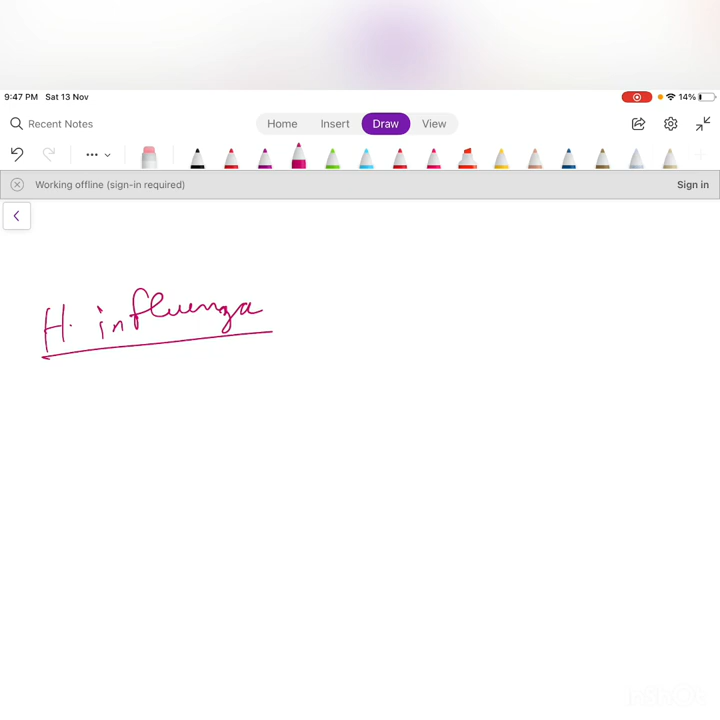 9:47 PM Sat 13 Nov 14%
Recent Notes Home Insert Draw View
Working offline (sign-in required) Sign in
H. influenza